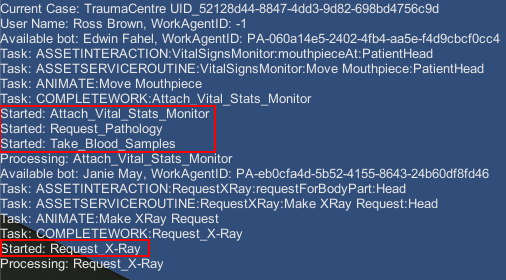 Current Case: TraumaCentre UID_52128d44-8847-4dd3-9d82-698bd4756c9d
User Name: Ross Brown, WorkAgentID: -1
Available bot: Edwin Fahel, WorkAgentID: PA-060a14e5-2402-4fb4-aa5e-f4d9cbcf0cc4
Task: ASSETINTERACTION:VitalSignsMonitor:mouthpieceAt:PatientHead
Task: ASSETSERVICEROUTINE:VitalSignsMonitor:Move Mouthpiece:PatientHead
Task: ANIMATE:Move Mouthpiece
Task: COMPLETEWORK:Attach_Vital_Stats_Monitor
Started: Attach_Vital_Stats_Monitor
Started: Request_Pathology
Started: Take_Blood_Samples
Processing: Attach_Vital_Stats_Monitor
Available bot: Janie May, WorkAgentID: PA-eb0cfa4d-5b52-4155-8643-24b60df8fd46
Task: ASSETINTERACTION:RequestXRay:requestForBodyPart:Head
Task: ASSETSERVICEROUTINE:RequestXRay:Make XRay Request:Head
Task: ANIMATE:Make XRay Request
Task: COMPLETEWORK:Request_X-Ray
Started: Request_X-Ray
Processing: Request_X-Ray